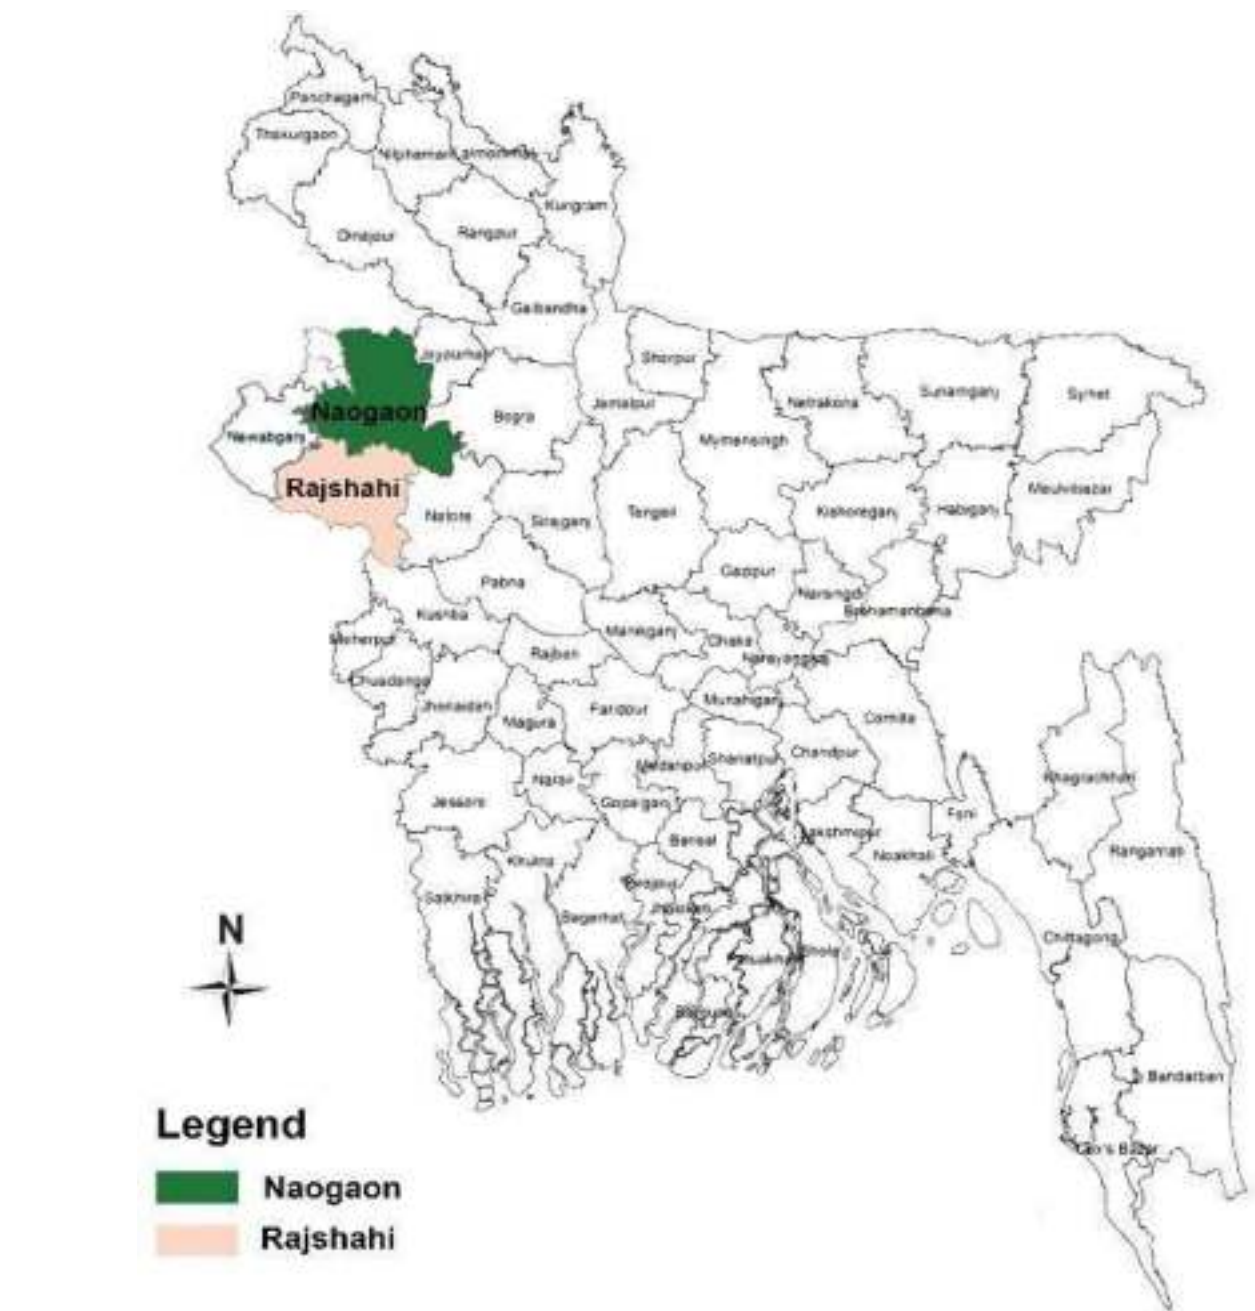 Panchagarh
Thakurgaon
Nilphamari
Kurigram
Dinajpur
Rangpur
Gaibandha
Joypurhat
Sherpur
Naogaon
Bogra
Jamalpur
Netrakona
Sunamganj
Sylhet
Nawabganj
Mymensingh
Rajshahi
Natore
Sirajganj
Tangail
Kishoreganj
Habiganj
Moulvibazar
Pabna
Gazipur
Narsingdi
Kushtia
Meherpur
Rajbari
Manikganj
Dhaka
Narayanganj
Chuadanga
Jhenaidah
Magura
Faridpur
Munshiganj
Comilla
Madaripur
Shariatpur
Chandpur
Khagrachhari
Jessore
Narail
Gopalganj
Barisal
Lakshmipur
Feni
Noakhali
Rangamati
Khulna
Satkhira
Bagerhat
Bhola
Chittagong
Bandarban
Cox's Bazar
N
Legend
Naogaon
Rajshahi